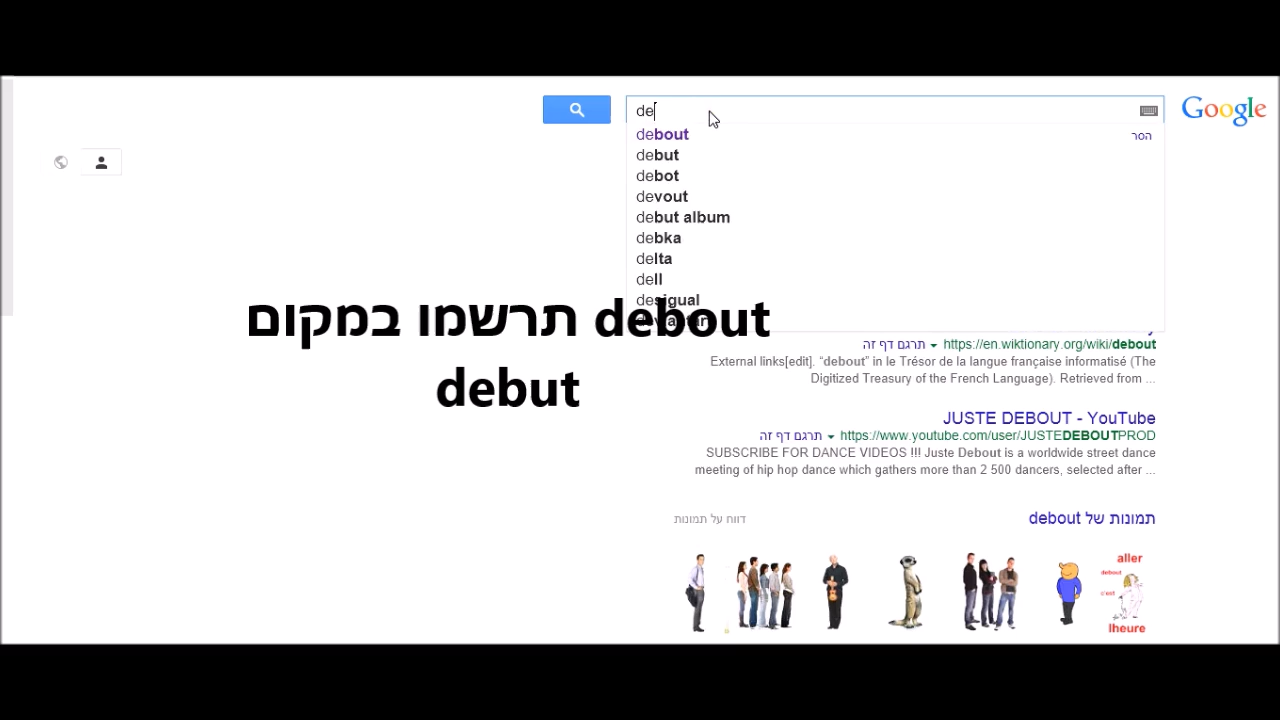 de
Google
debout
הסר
debut
debot
devout
debut album
debka
delta
dell
desigual
תרשמו במקום debout
debut
תרגם דף זה https://en.wiktionary.org/wiki/debout
External links[edit]. “debout” in le Trésor de la langue française informatisé (The
Digitized Treasury of the French Language). Retrieved from ...
JUSTE DEBOUT - YouTube
תרגם דף זה https://www.youtube.com/user/JUSTEDEBOUTPROD
SUBSCRIBE FOR DANCE VIDEOS !!! Juste Debout is a worldwide street dance
meeting of hip hop dance which gathers more than 2 500 dancers, selected after ...
תמונות של debout
דווח על תמונות
aller
debout
c'est
lheure